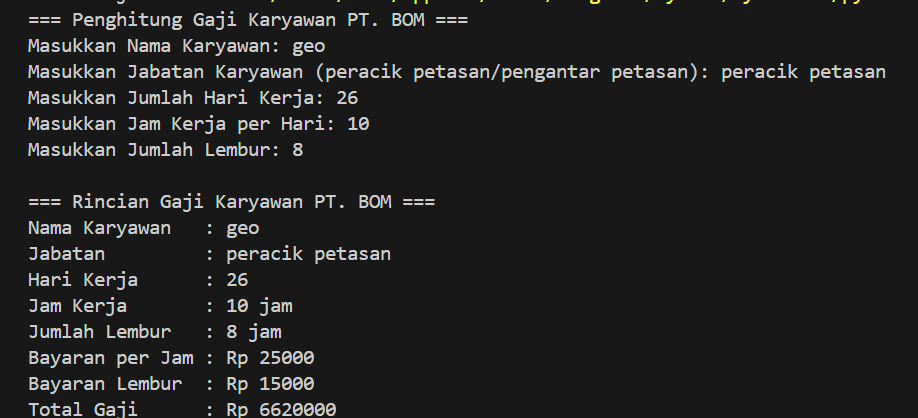 === Penghitung Gaji Karyawan PT. BOM ===
Masukkan Nama Karyawan: geo
Masukkan Jabatan Karyawan (peracik petasan/pengantar petasan): peracik petasan
Masukkan Jumlah Hari Kerja: 26
Masukkan Jam Kerja per Hari: 10
Masukkan Jumlah Lembur: 8

=== Rincian Gaji Karyawan PT. BOM ===
Nama Karyawan   : geo
Jabatan         : peracik petasan
Hari Kerja      : 26
Jam Kerja       : 10 jam
Jumlah Lembur   : 8 jam
Bayaran per Jam : Rp 25000
Bayaran Lembur  : Rp 15000
Total Gaji      : Rp 6620000